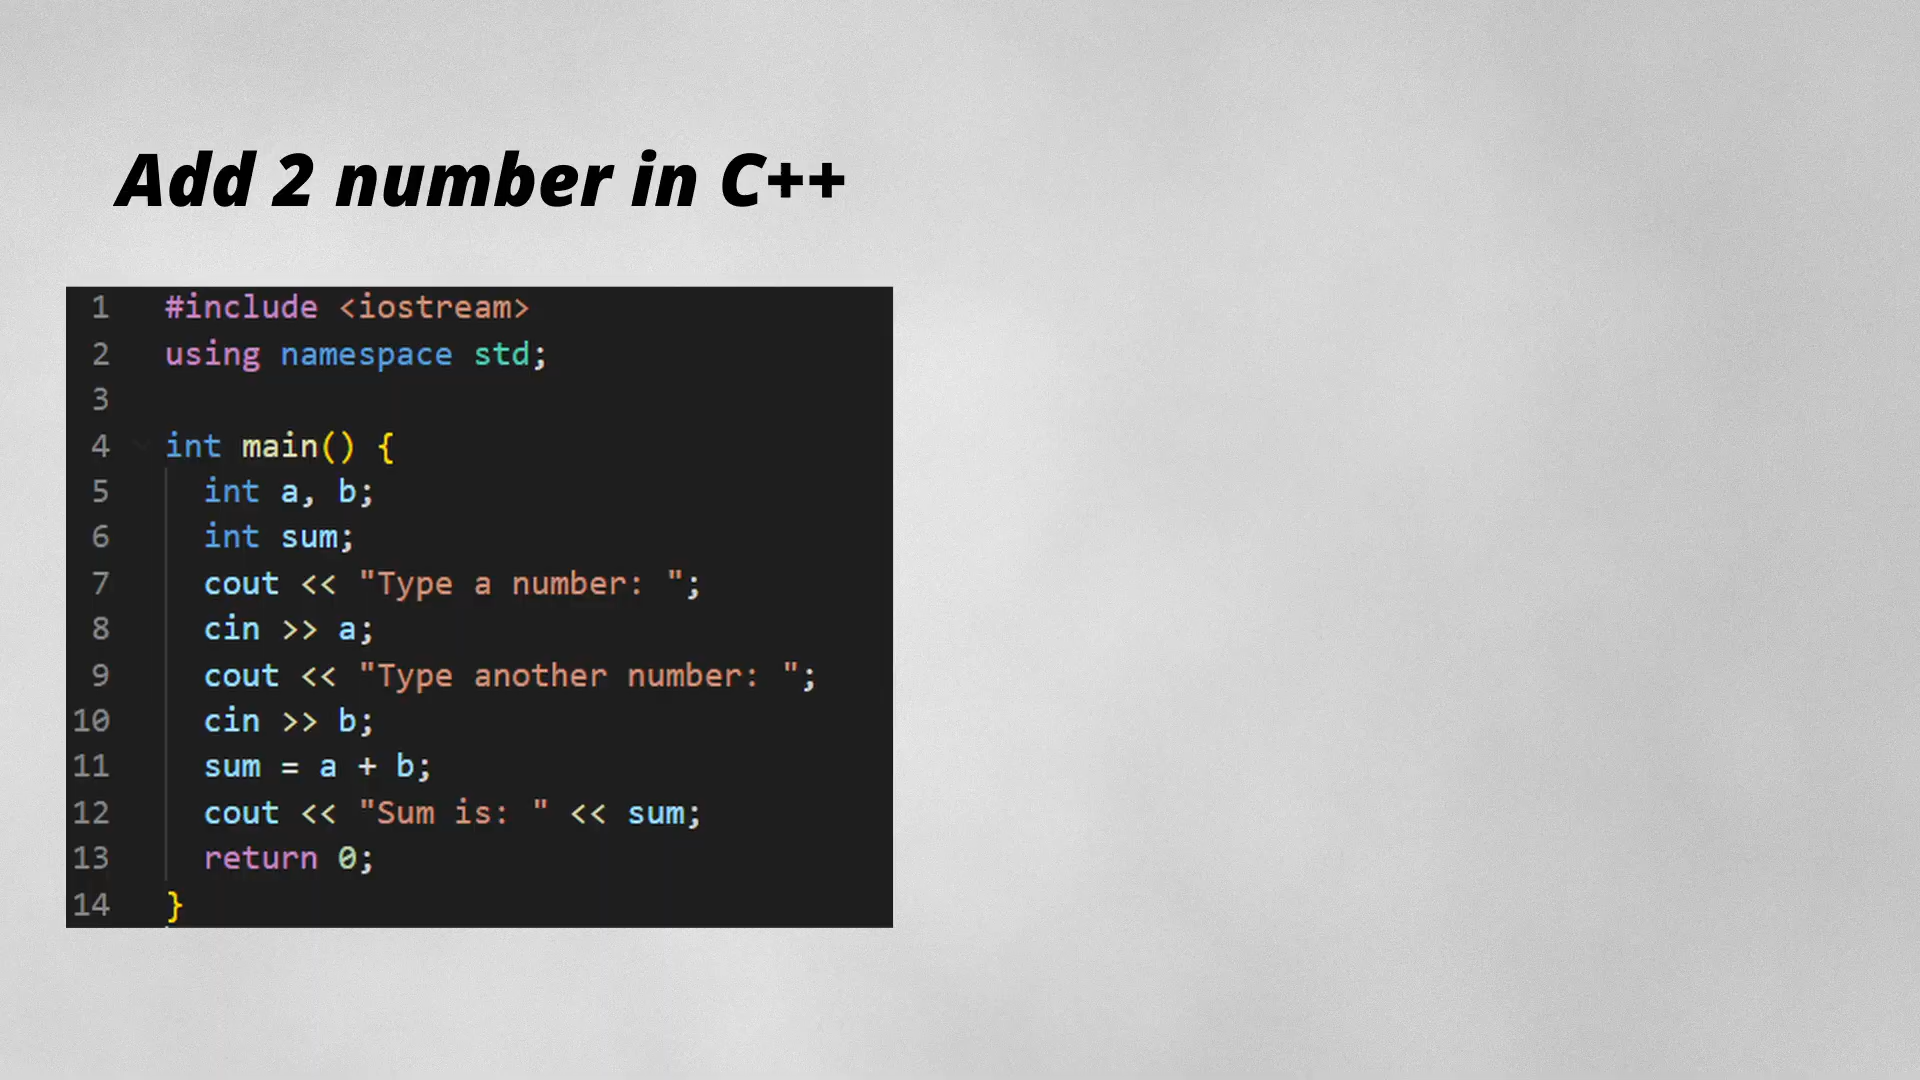 Add 2 number in C++
1 #include <iostream>
2 using namespace std;
3
4 int main() {
5 int a, b;
6 int sum;
7 cout << "Type a number: ";
8 cin >> a;
9 cout << "Type another number: ";
10 cin >> b;
11 sum = a + b;
12 cout << "Sum is: " << sum;
13 return 0;
14 }